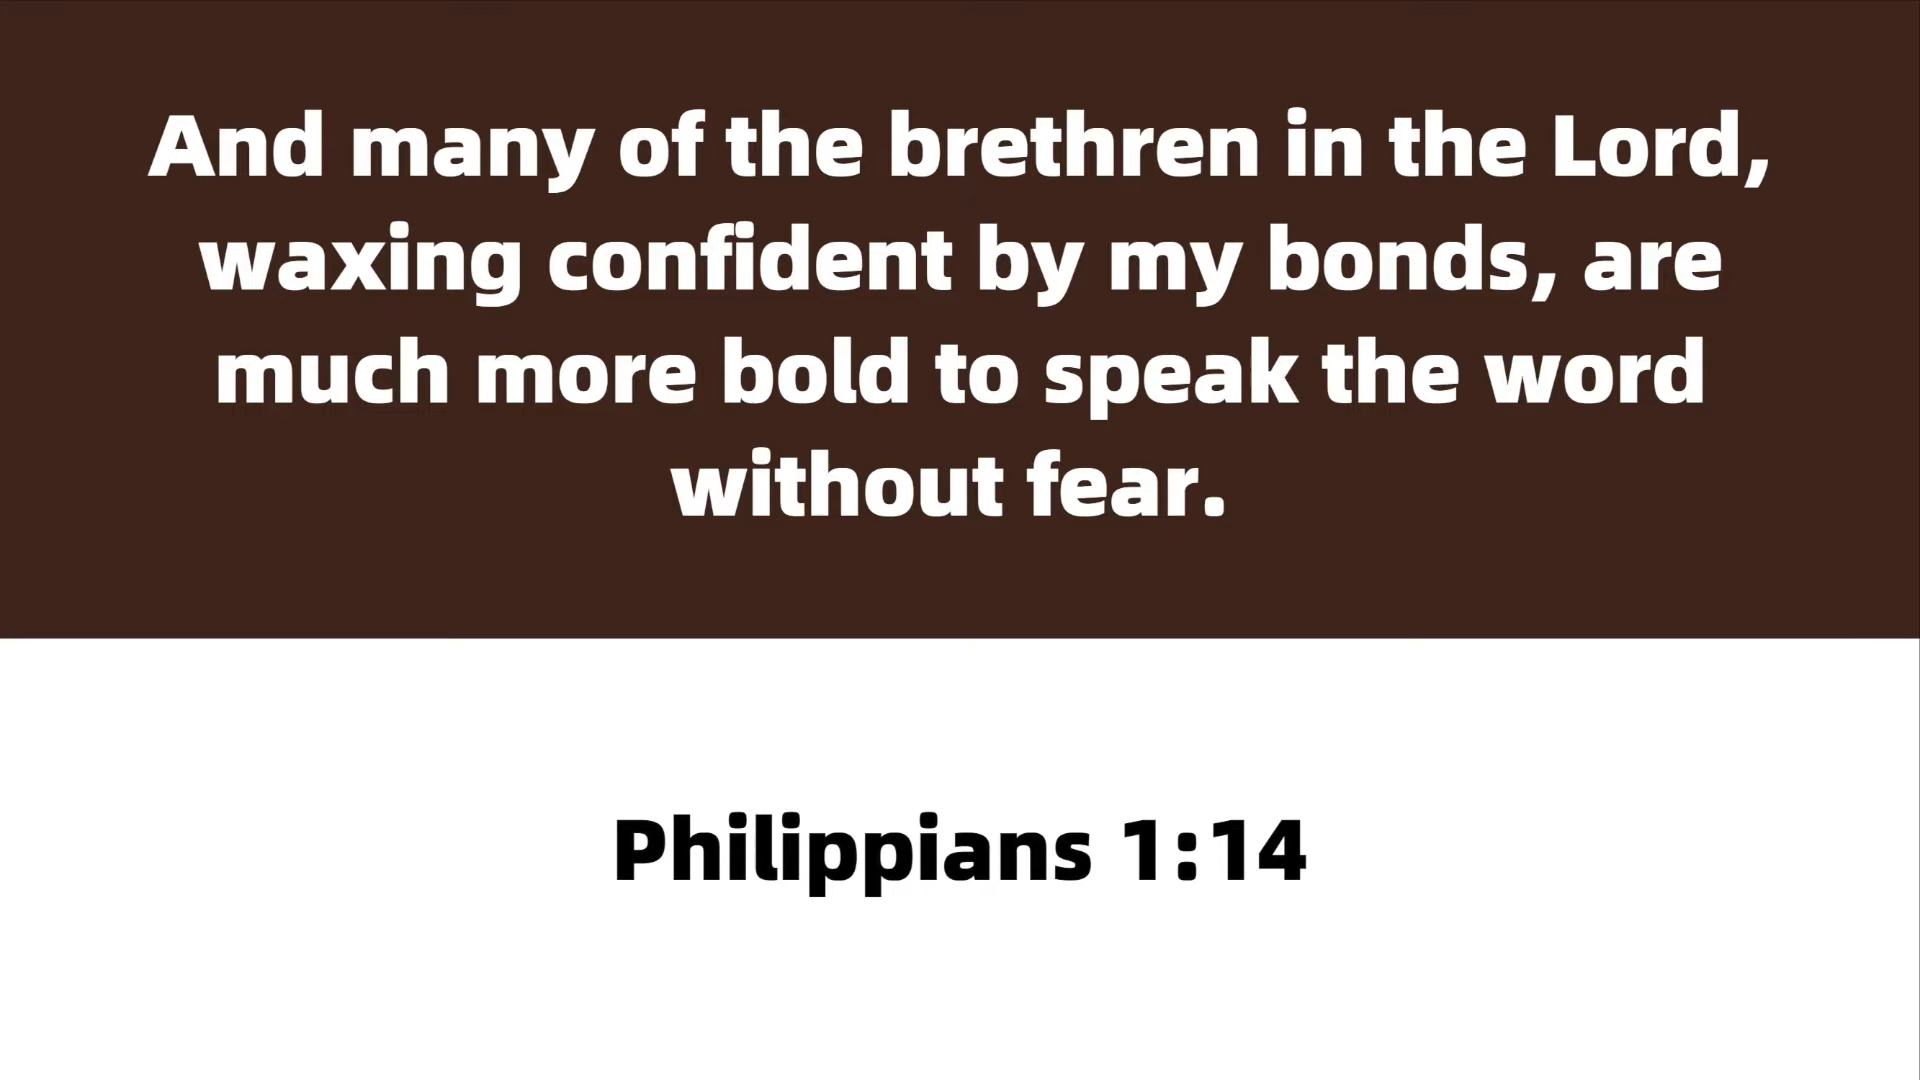 And many of the brethren in the Lord,
waxing confident by my bonds, are
much more bold to speak the word
without fear.
Philippians 1:14